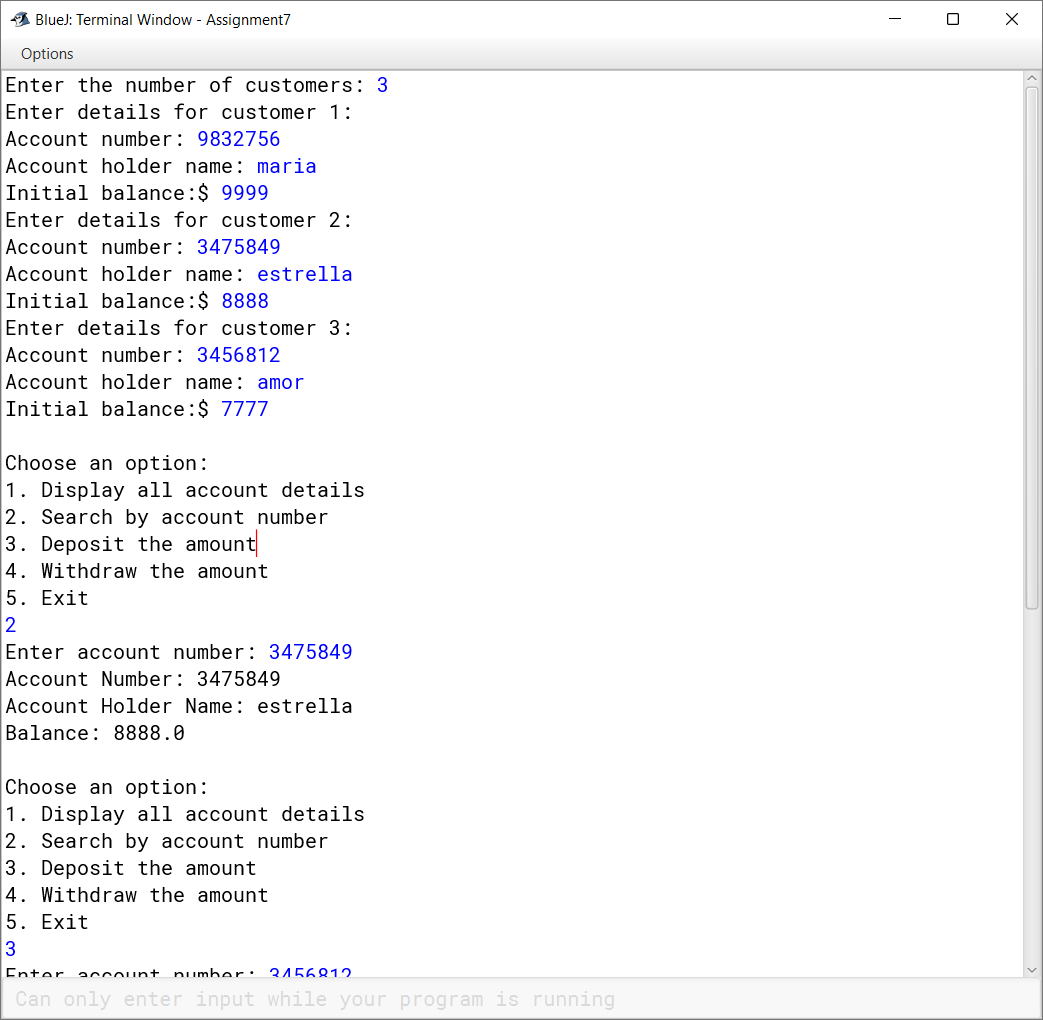 BlueJ: Terminal Window - Assignment7
Options
Enter the number of customers: 3
Enter details for customer 1:
Account number: 9832756
Account holder name: maria
Initial balance:$ 9999
Enter details for customer 2:
Account number: 3475849
Account holder name: estrella
Initial balance:$ 8888
Enter details for customer 3:
Account number: 3456812
Account holder name: amor
Initial balance:$ 7777
Choose an option:
1. Display all account details
2. Search by account number
3. Deposit the amount
4. Withdraw the amount
5. Exit
2
Enter account number: 3475849
Account Number: 3475849
Account Holder Name: estrella
Balance: 8888.0
Choose an option:
1. Display all account details
2. Search by account number
3. Deposit the amount
4. Withdraw the amount
5. Exit
3
Enter account number: 3456812
Can only enter input while your program is running